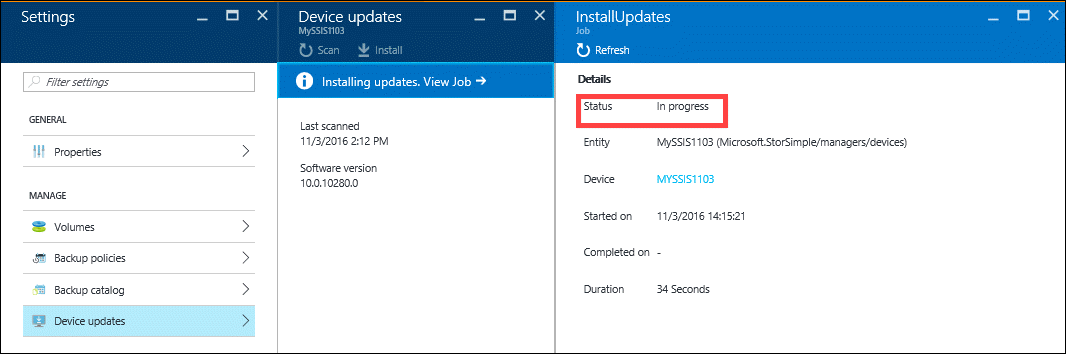 Settings
Filter settings
GENERAL
Properties
MANAGE
Volumes
Backup policies
Backup catalog
Device updates
Device updates
MySSIS1103
Scan Install
Installing updates. View Job →
Last scanned
11/3/2016 2:12 PM
Software version
10.0.10280.0
InstallUpdates
Job
Refresh
Details
Status In progress
Entity MySSIS1103 (Microsoft.StorSimple/managers/devices)
Device MYSSIS1103
Started on 11/3/2016 14:15:21
Completed on -
Duration 34 Seconds